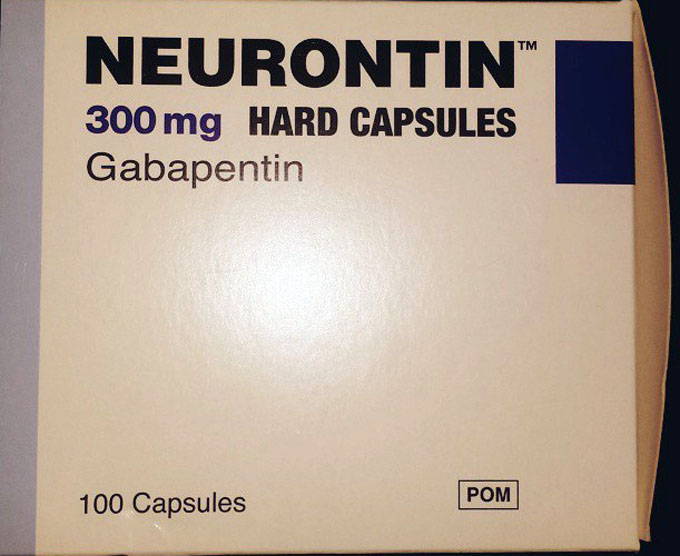 NEURONTIN™
300 mg HARD CAPSULES
Gabapentin
100 Capsules
POM